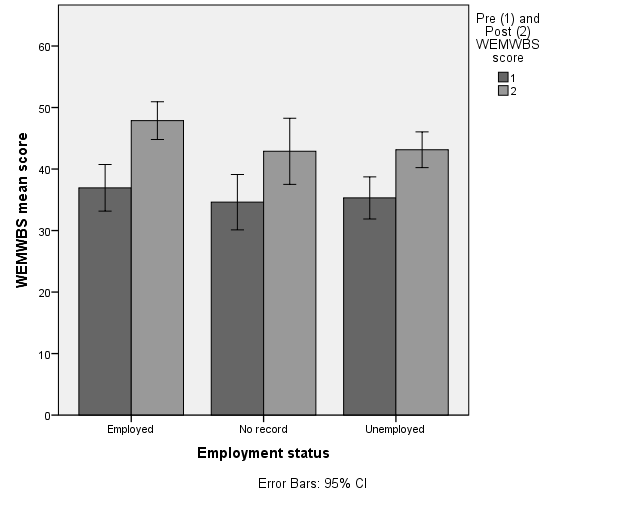 Pre (1) and
Post (2)
WEMWBS
score
1
2
WEMWBS mean score
60
50
40
30
20
10
0
Employed
No record
Unemployed
Employment status
Error Bars: 95% CI